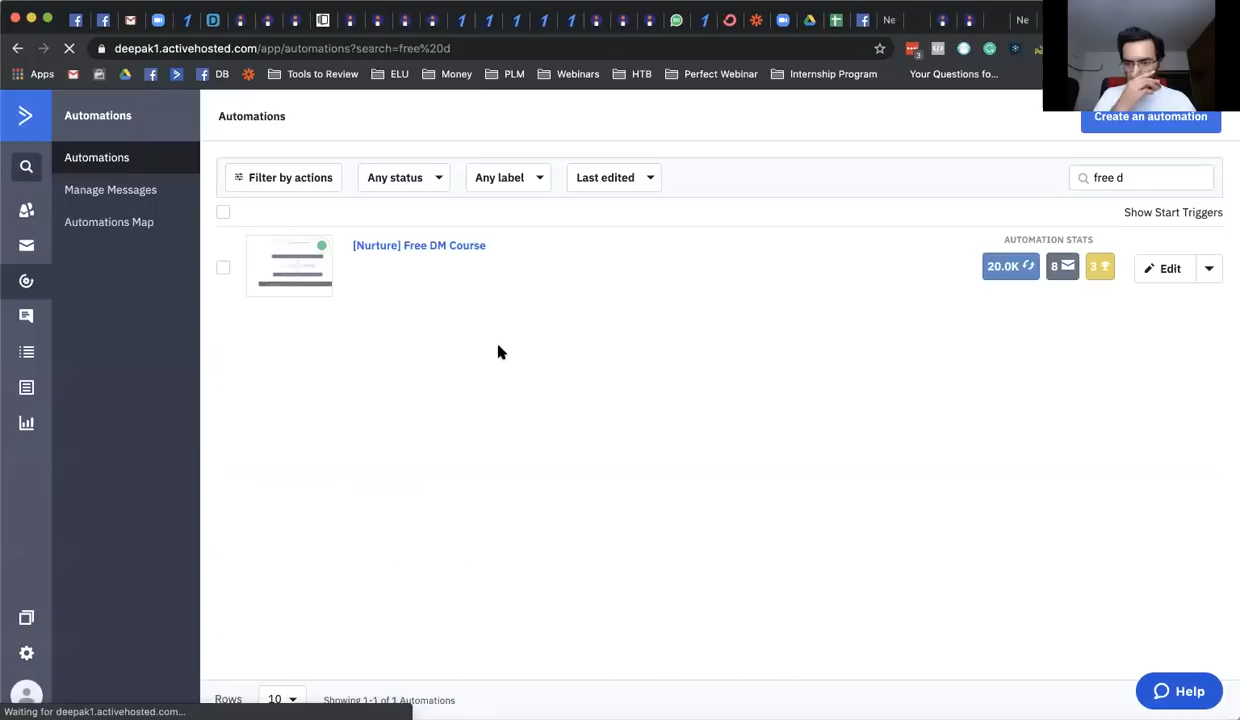 Ne
Ne
deepak1.activehosted.com/app/automations?search=free%20d
3
Apps
DB
Tools to Review
ELU
Money
PLM
Webinars
HTB
Perfect Webinar
Internship Program
Your Questions fo...
Automations
Automations
Create an automation
Automations
Manage Messages
Automations Map
Filter by actions
Any status
Any label
Last edited
free d
Show Start Triggers
[Nurture] Free DM Course
AUTOMATION STATS
20.0K
8
3
Edit
Rows
10
Showing 1-1 of 1 Automations
Help
Waiting for deepak1.activehosted.com...